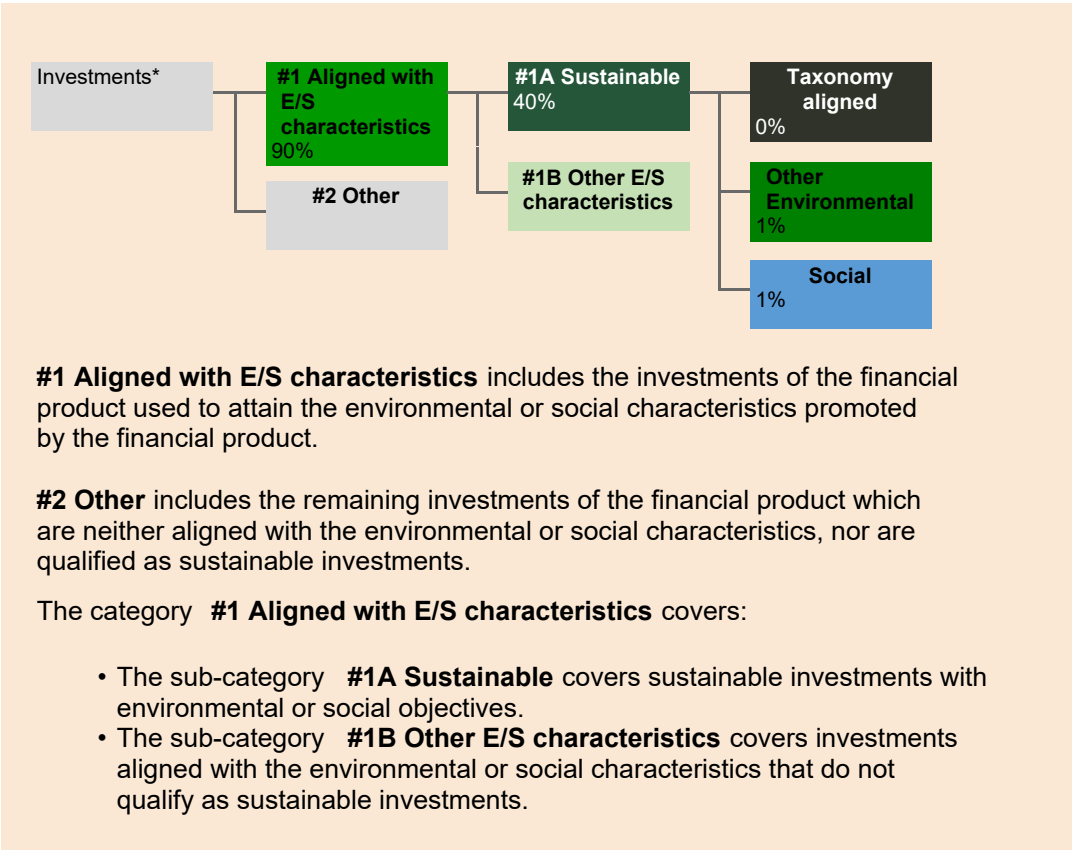 Investments*
#1 Aligned with
E/S
characteristics
90%
#2 Other
#1A Sustainable
40%
#1B Other E/S
characteristics
Taxonomy
aligned
0%
Other
Environmental
1%
Social
1%
#1 Aligned with E/S characteristics includes the investments of the financial
product used to attain the environmental or social characteristics promoted
by the financial product.
#2 Other includes the remaining investments of the financial product which
are neither aligned with the environmental or social characteristics, nor are
qualified as sustainable investments.
The category #1 Aligned with E/S characteristics covers:
• The sub-category #1A Sustainable covers sustainable investments with
environmental or social objectives.
• The sub-category #1B Other E/S characteristics covers investments
aligned with the environmental or social characteristics that do not
qualify as sustainable investments.